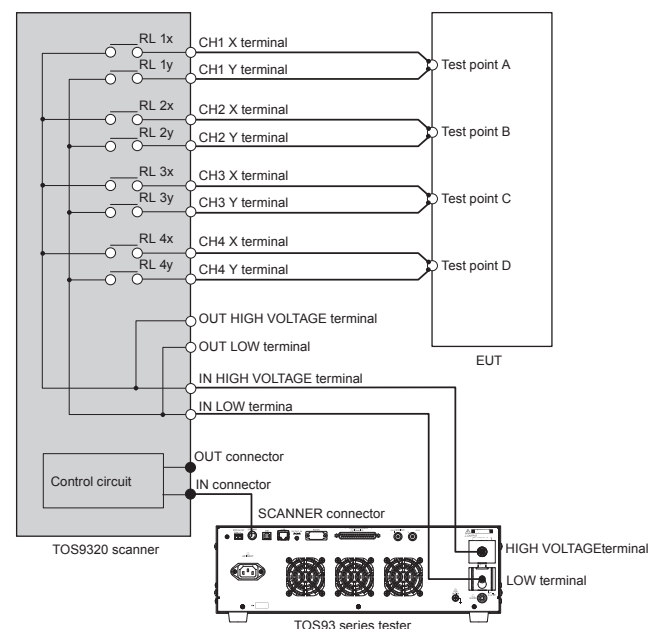 RL 1x
CH1 X terminal
RL 1y
CH1 Y terminal
Test point A
RL 2x
CH2 X terminal
RL 2y
CH2 Y terminal
Test point B
RL 3x
CH3 X terminal
RL 3y
CH3 Y terminal
Test point C
RL 4x
CH4 X terminal
RL 4y
CH4 Y terminal
Test point D
OUT HIGH VOLTAGE terminal
OUT LOW terminal
EUT
IN HIGH VOLTAGE terminal
IN LOW termina
OUT connector
Control circuit
IN connector
SCANNER connector
TOS9320 scanner
HIGH VOLTAGEterminal
LOW terminal
TOS93 series tester